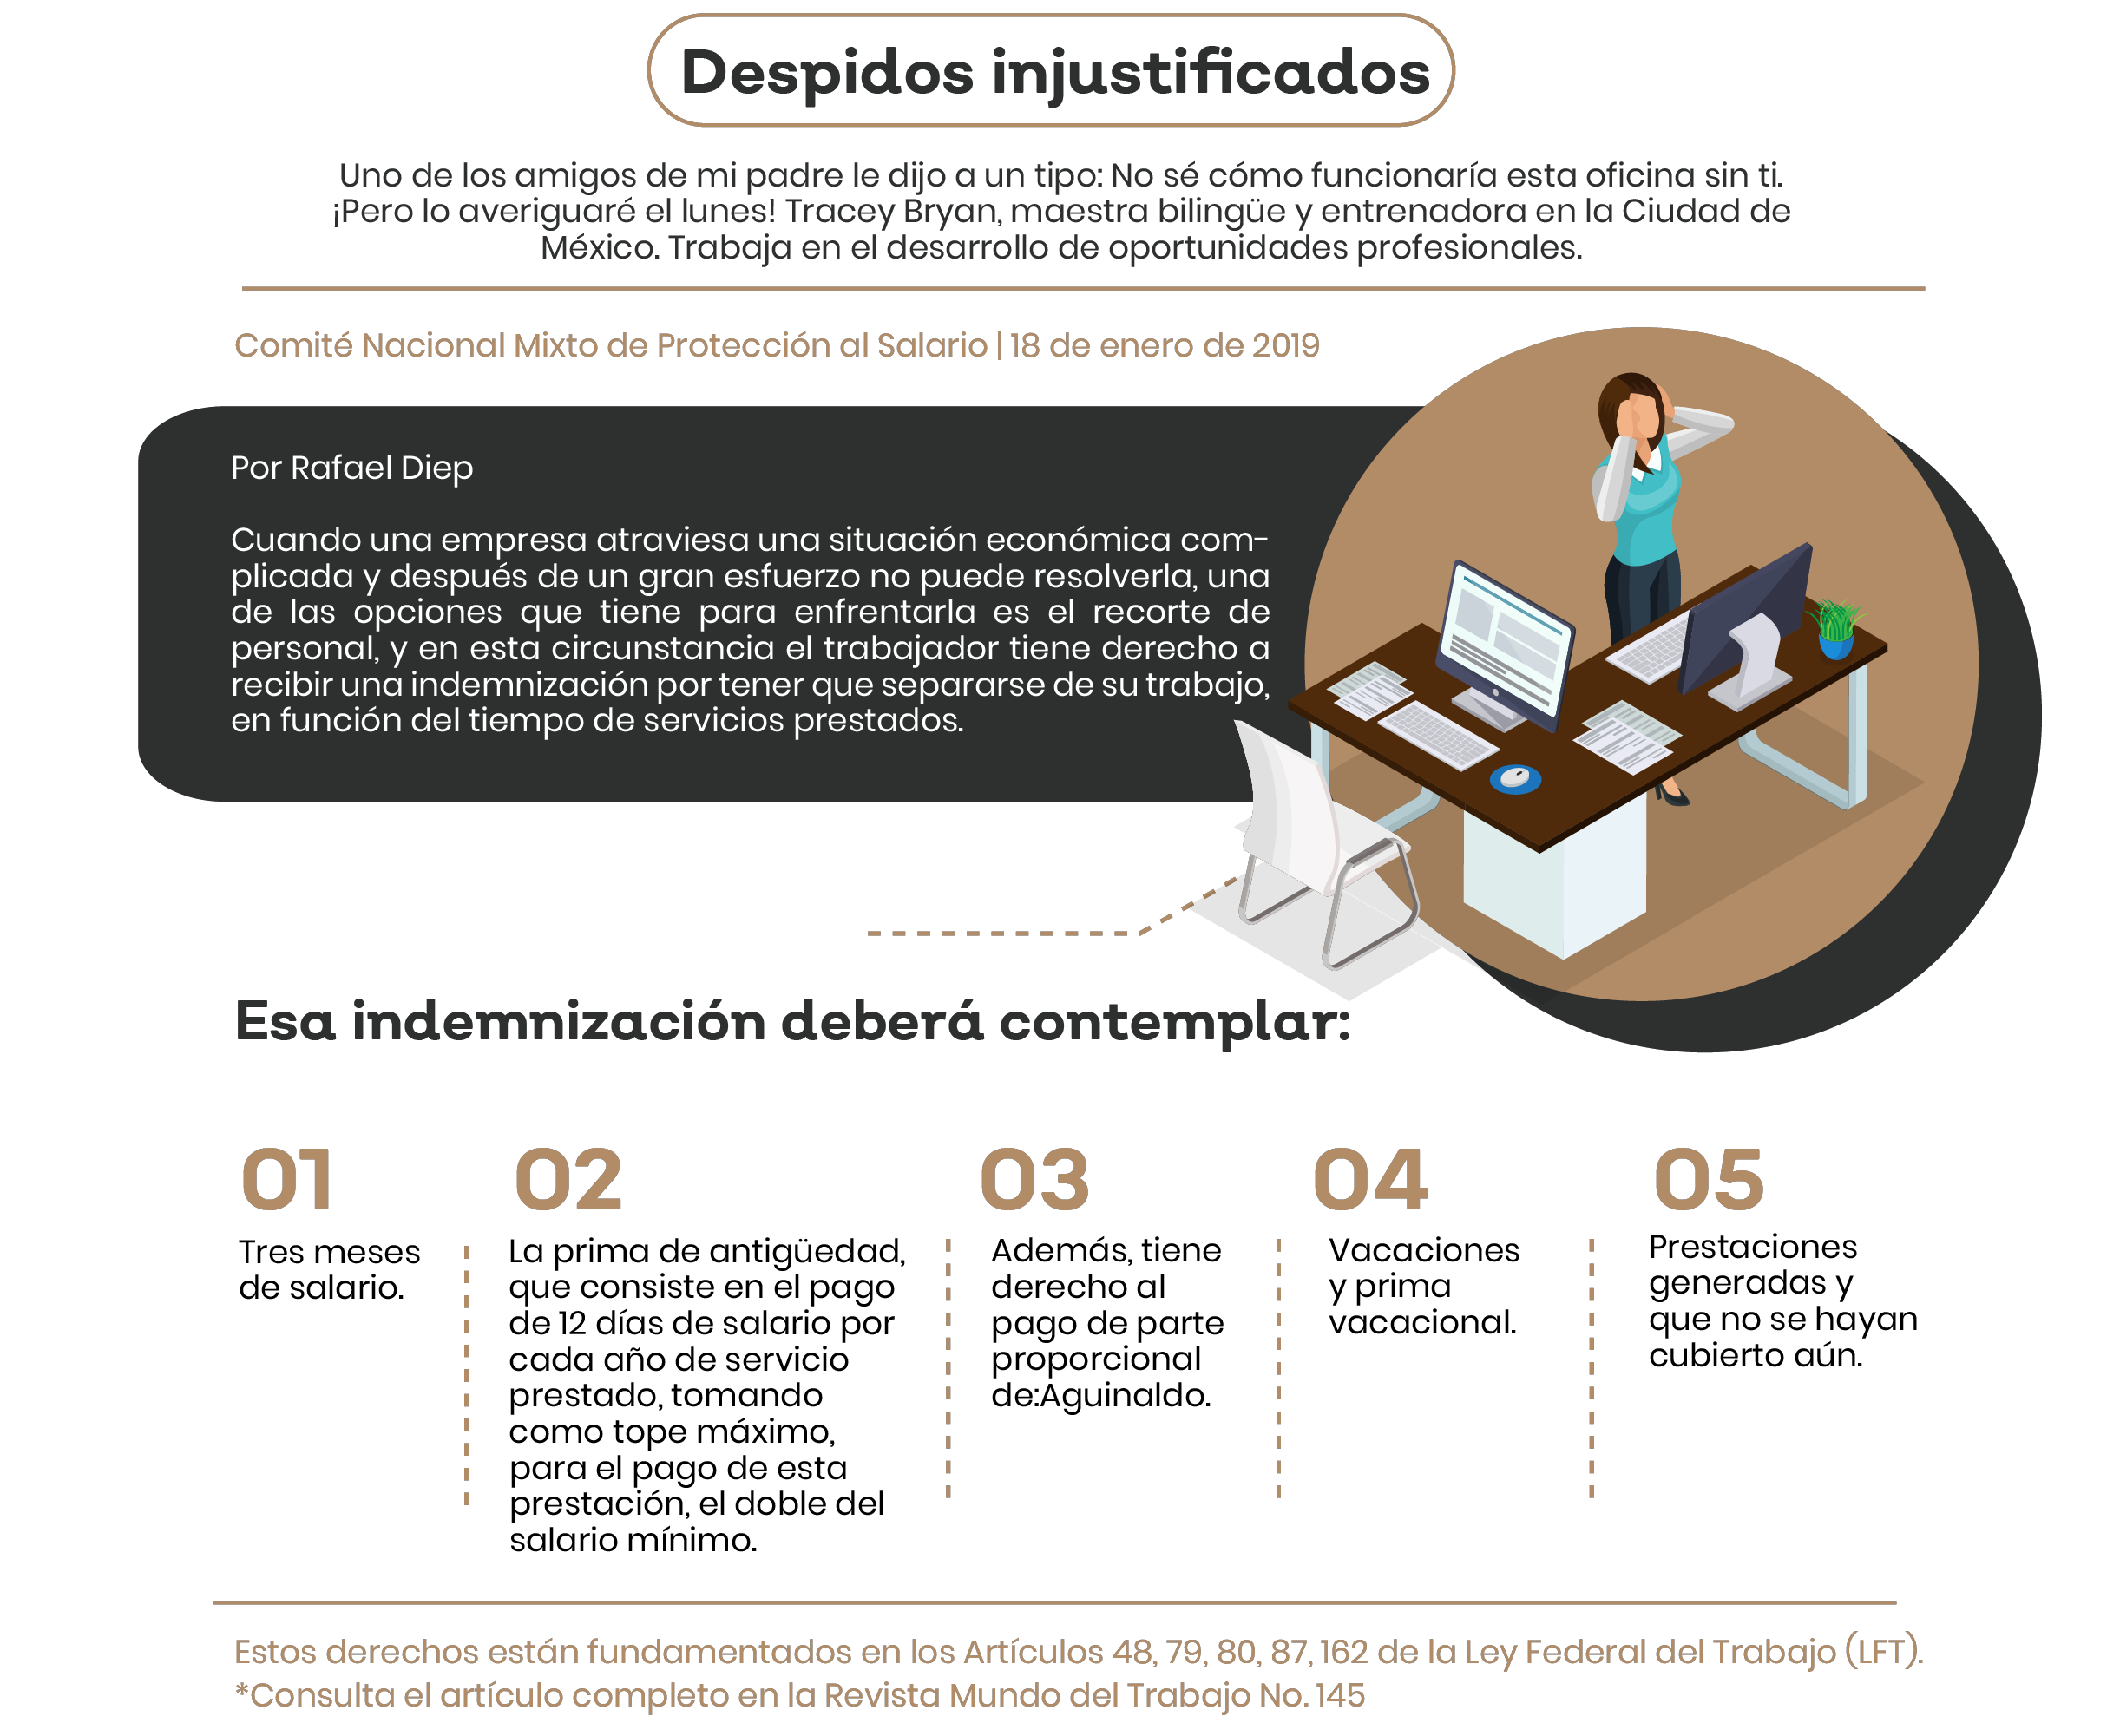 Despidos injustificados
Uno de los amigos de mi padre le dijo a un tipo: No sé cómo funcionaría esta oficina sin ti.
¡Pero lo averiguaré el lunes! Tracey Bryan, maestra bilingüe y entrenadora en la Ciudad de
México. Trabaja en el desarrollo de oportunidades profesionales.
Comité Nacional Mixto de Protección al Salario | 18 de enero de 2019
Por Rafael Diep
Cuando una empresa atraviesa una situación económica com-
plicada y después de un gran esfuerzo no puede resolverla, una
de las opciones que tiene para enfrentarla es el recorte de
personal, y en esta circunstancia el trabajador tiene derecho a
recibir una indemnización por tener que separarse de su trabajo,
en función del tiempo de servicios prestados.
Esa indemnización deberá contemplar:
01
Tres meses
de salario.
02
La prima de antigüedad,
que consiste en el pago
de 12 días de salario por
cada año de servicio
prestado, tomando
como tope máximo,
para el pago de esta
prestación, el doble del
salario mínimo.
03
Además, tiene
derecho al
pago de parte
proporcional
de:Aguinaldo.
04
Vacaciones
y prima
vacacional.
05
Prestaciones
generadas y
que no se hayan
cubierto aún.
Estos derechos están fundamentados en los Artículos 48, 79, 80, 87, 162 de la Ley Federal del Trabajo (LFT).
*Consulta el artículo completo en la Revista Mundo del Trabajo No. 145